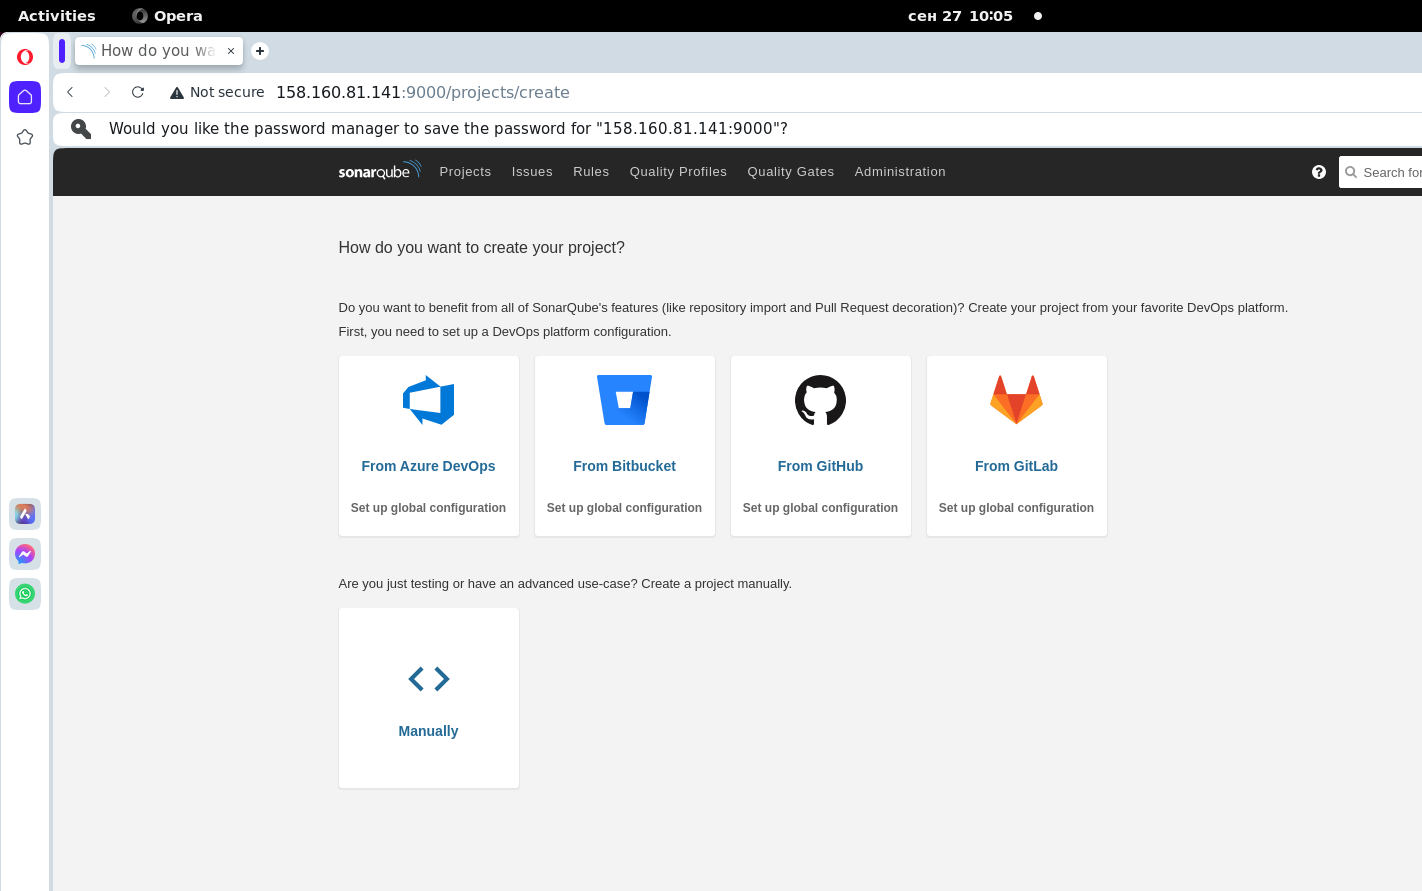 Activities Opera сен 27 10:05
How do you wa
Not secure 158.160.81.141:9000/projects/create
Would you like the password manager to save the password for "158.160.81.141:9000"?
sonarqube Projects Issues Rules Quality Profiles Quality Gates Administration Search for
How do you want to create your project?
Do you want to benefit from all of SonarQube's features (like repository import and Pull Request decoration)? Create your project from your favorite DevOps platform.
First, you need to set up a DevOps platform configuration.
From Azure DevOps From Bitbucket From GitHub From GitLab
Set up global configuration Set up global configuration Set up global configuration Set up global configuration
Are you just testing or have an advanced use-case? Create a project manually.
Manually